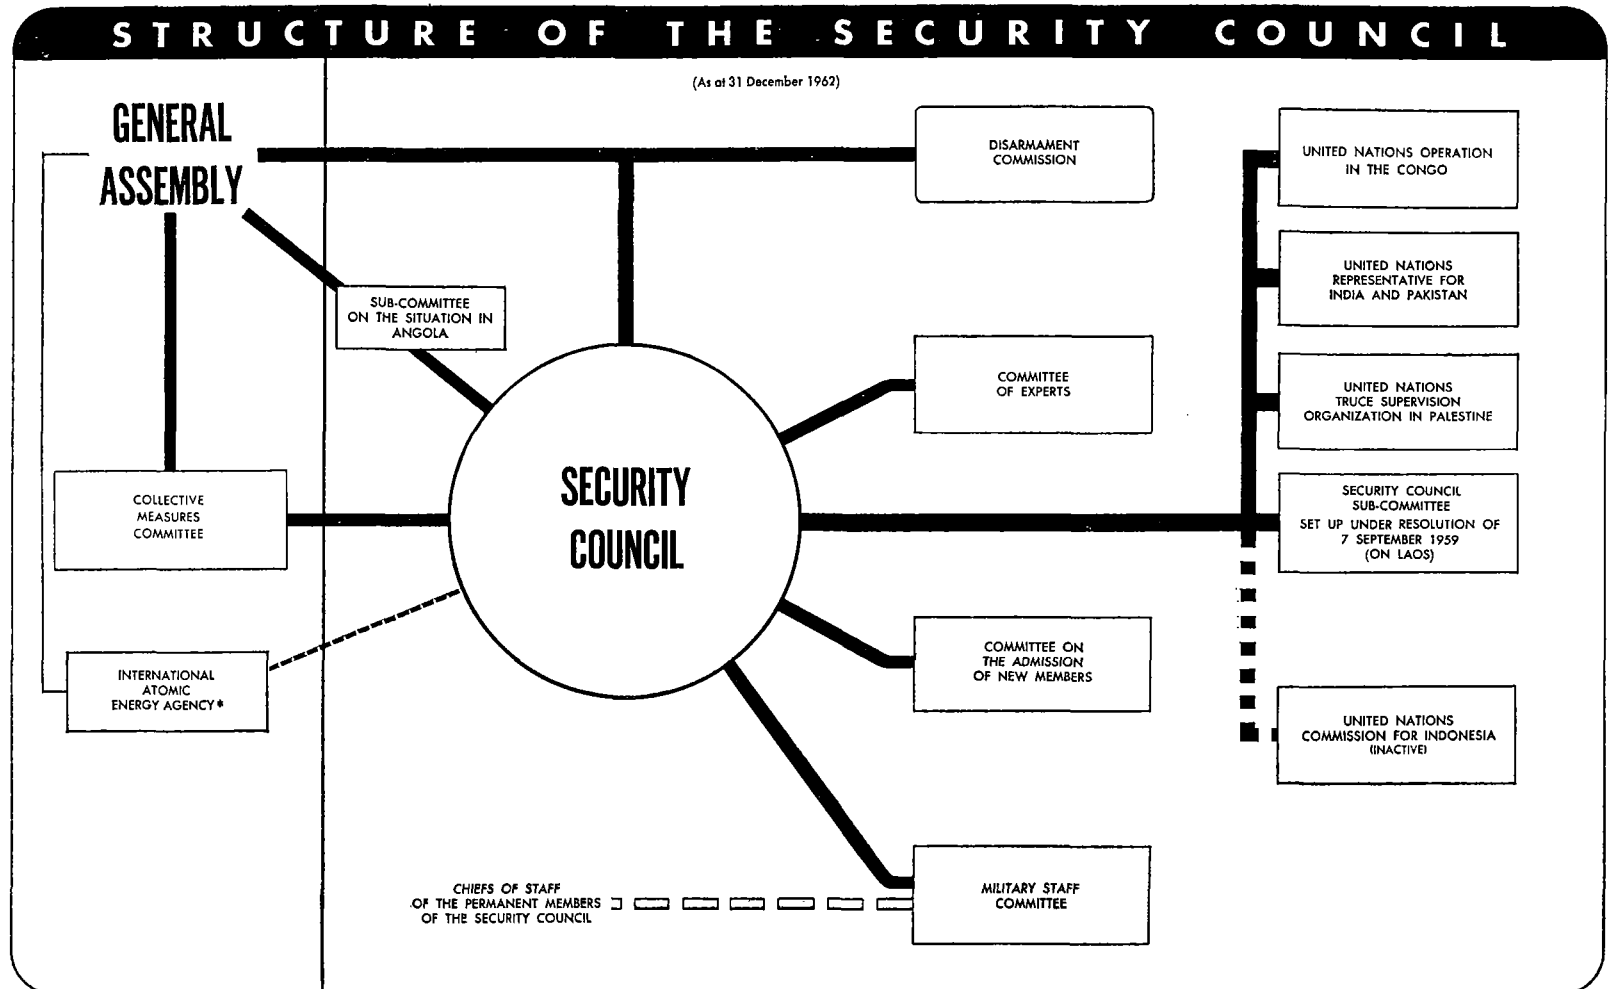 STRUCTURE OF THE SECURITY COUNCIL
(As at 31 December 1962)
GENERAL
ASSEMBLY
DISARMAMENT
COMMISSION
UNITED NATIONS OPERATION
IN THE CONGO
UNITED NATIONS
REPRESENTATIVE FOR
INDIA AND PAKISTAN
SUB-COMMITTEE
ON THE SITUATION IN
ANGOLA
COMMITTEE
OF EXPERTS
UNITED NATIONS
TRUCE SUPERVISION
ORGANIZATION IN PALESTINE
COLLECTIVE
MEASURES
COMMITTEE
SECURITY
COUNCIL
SECURITY COUNCIL
SUB-COMMITTEE
SET UP UNDER RESOLUTION OF
7 SEPTEMBER 1959
(ON LAOS)
INTERNATIONAL
ATOMIC
ENERGY AGENCY*
COMMITTEE ON
THE ADMISSION
OF NEW MEMBERS
UNITED NATIONS
COMMISSION FOR INDONESIA
(INACTIVE)
CHIEFS OF STAFF
OF THE PERMANENT MEMBERS
OF THE SECURITY COUNCIL
MILITARY STAFF
COMMITTEE